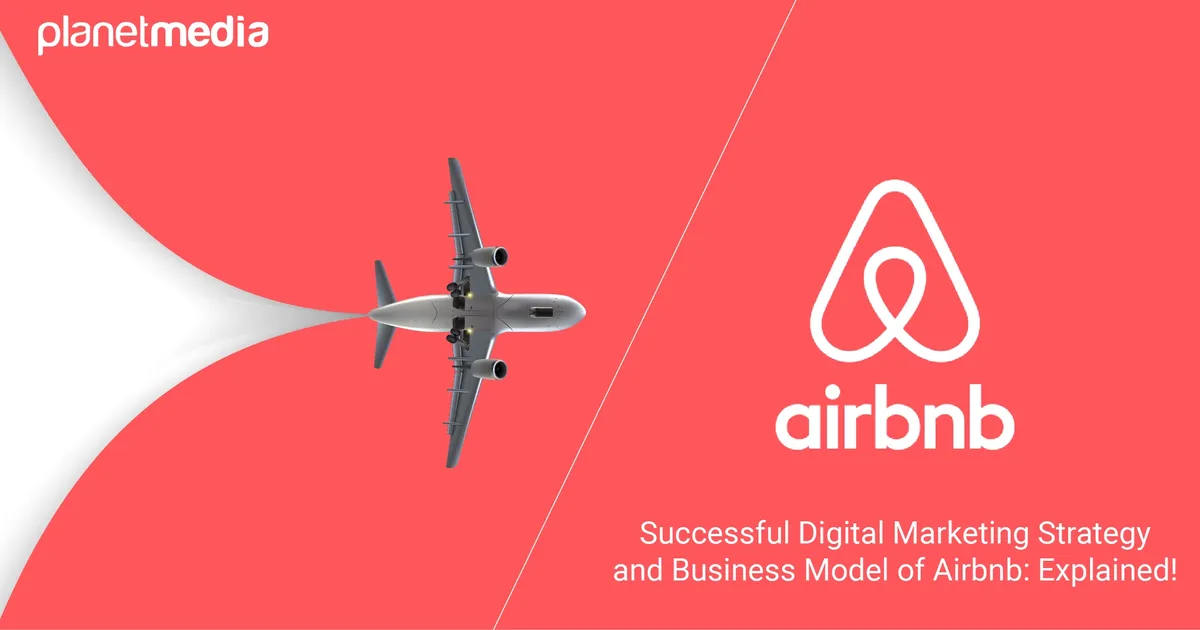 planetmedia
airbnb
Successful Digital Marketing Strategy
and Business Model of Airbnb: Explained!